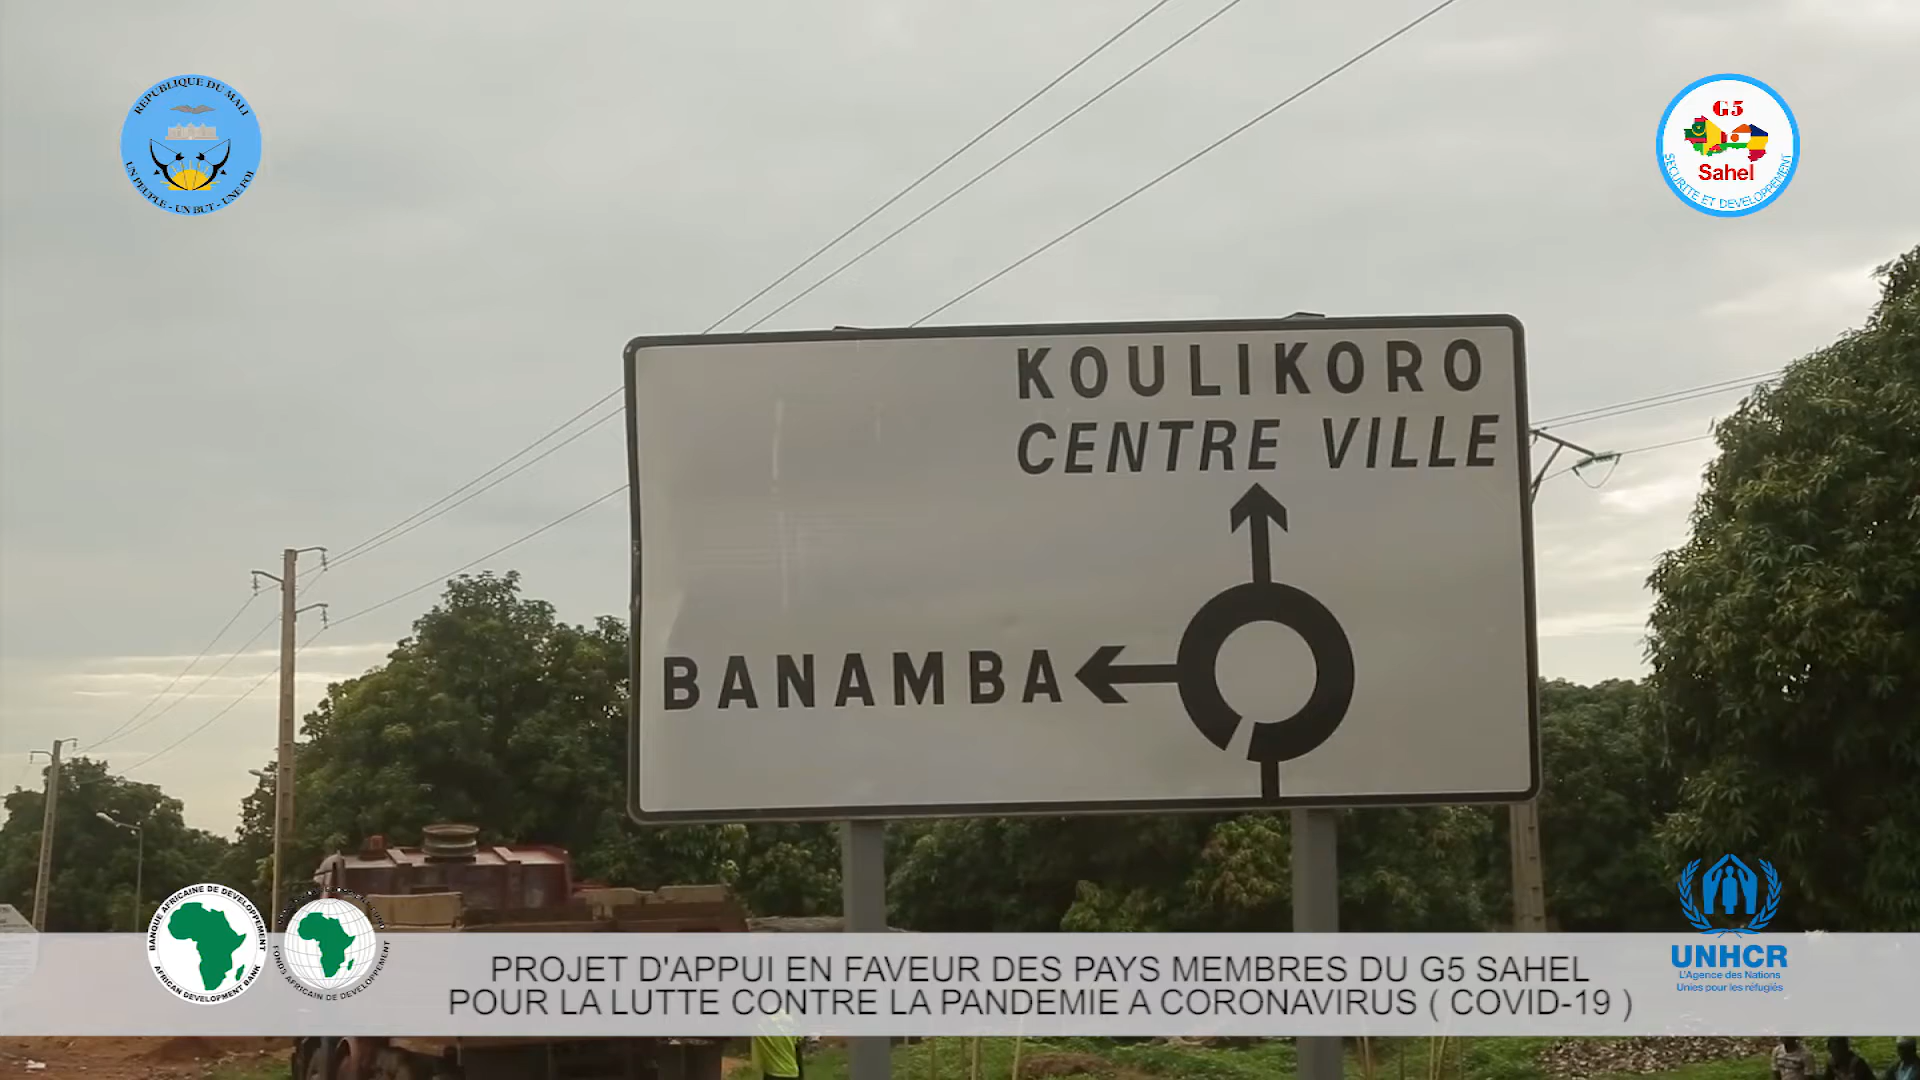 REPUBLIQUE DU MALI
UN PEUPLE - UN BUT - UNE FOI
G5
Sahel
SECURITE ET DEVELOPPEMENT
KOULIKORO
CENTRE VILLE
BANAMBA
BANQUE AFRICAINE DE DEVELOPPEMENT
AFRICAN DEVELOPMENT BANK
FONDS AFRICAIN DE DEVELOPPEMENT
PROJET D'APPUI EN FAVEUR DES PAYS MEMBRES DU G5 SAHEL
POUR LA LUTTE CONTRE LA PANDEMIE A CORONAVIRUS ( COVID-19 )
UNHCR
L'Agence des Nations
Unies pour les réfugiés